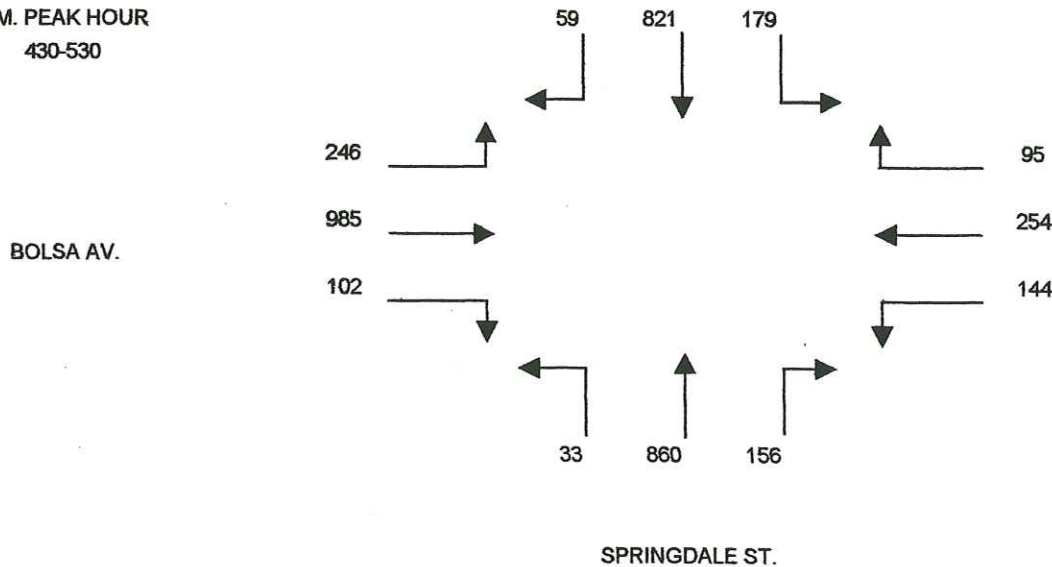 M. PEAK HOUR
430-530
59 821 179
246
95
985
254
BOLSA AV.
102
144
33 860 156
SPRINGDALE ST.